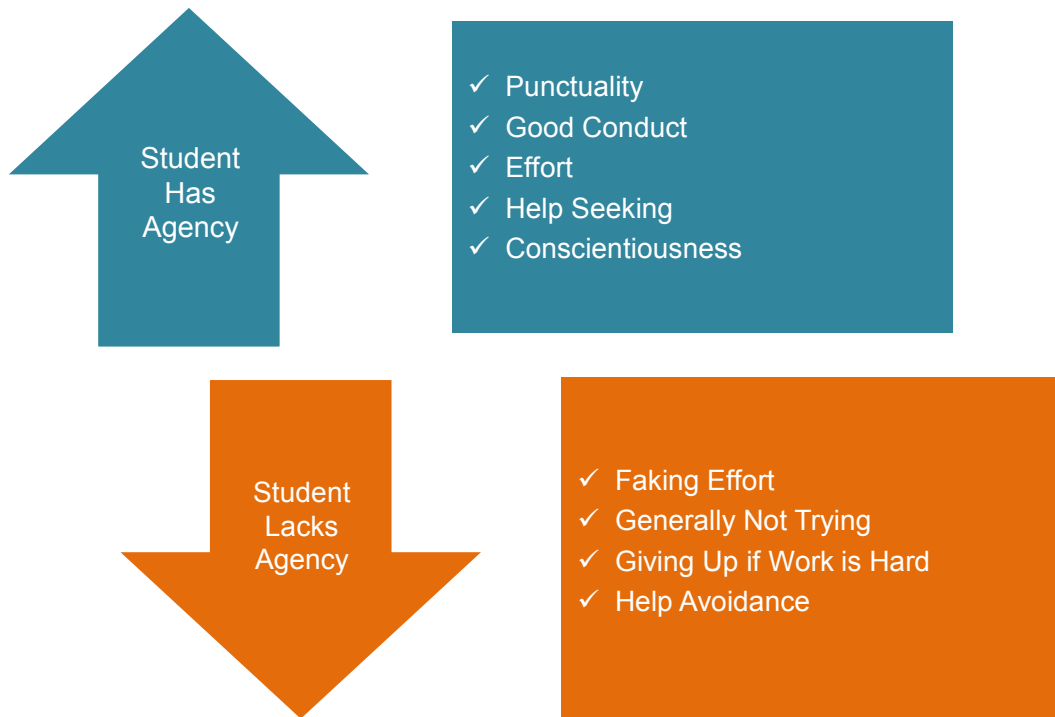 Student
Has
Agency
✓ Punctuality
✓ Good Conduct
✓ Effort
✓ Help Seeking
✓ Conscientiousness
Student
Lacks
Agency
✓ Faking Effort
✓ Generally Not Trying
✓ Giving Up if Work is Hard
✓ Help Avoidance